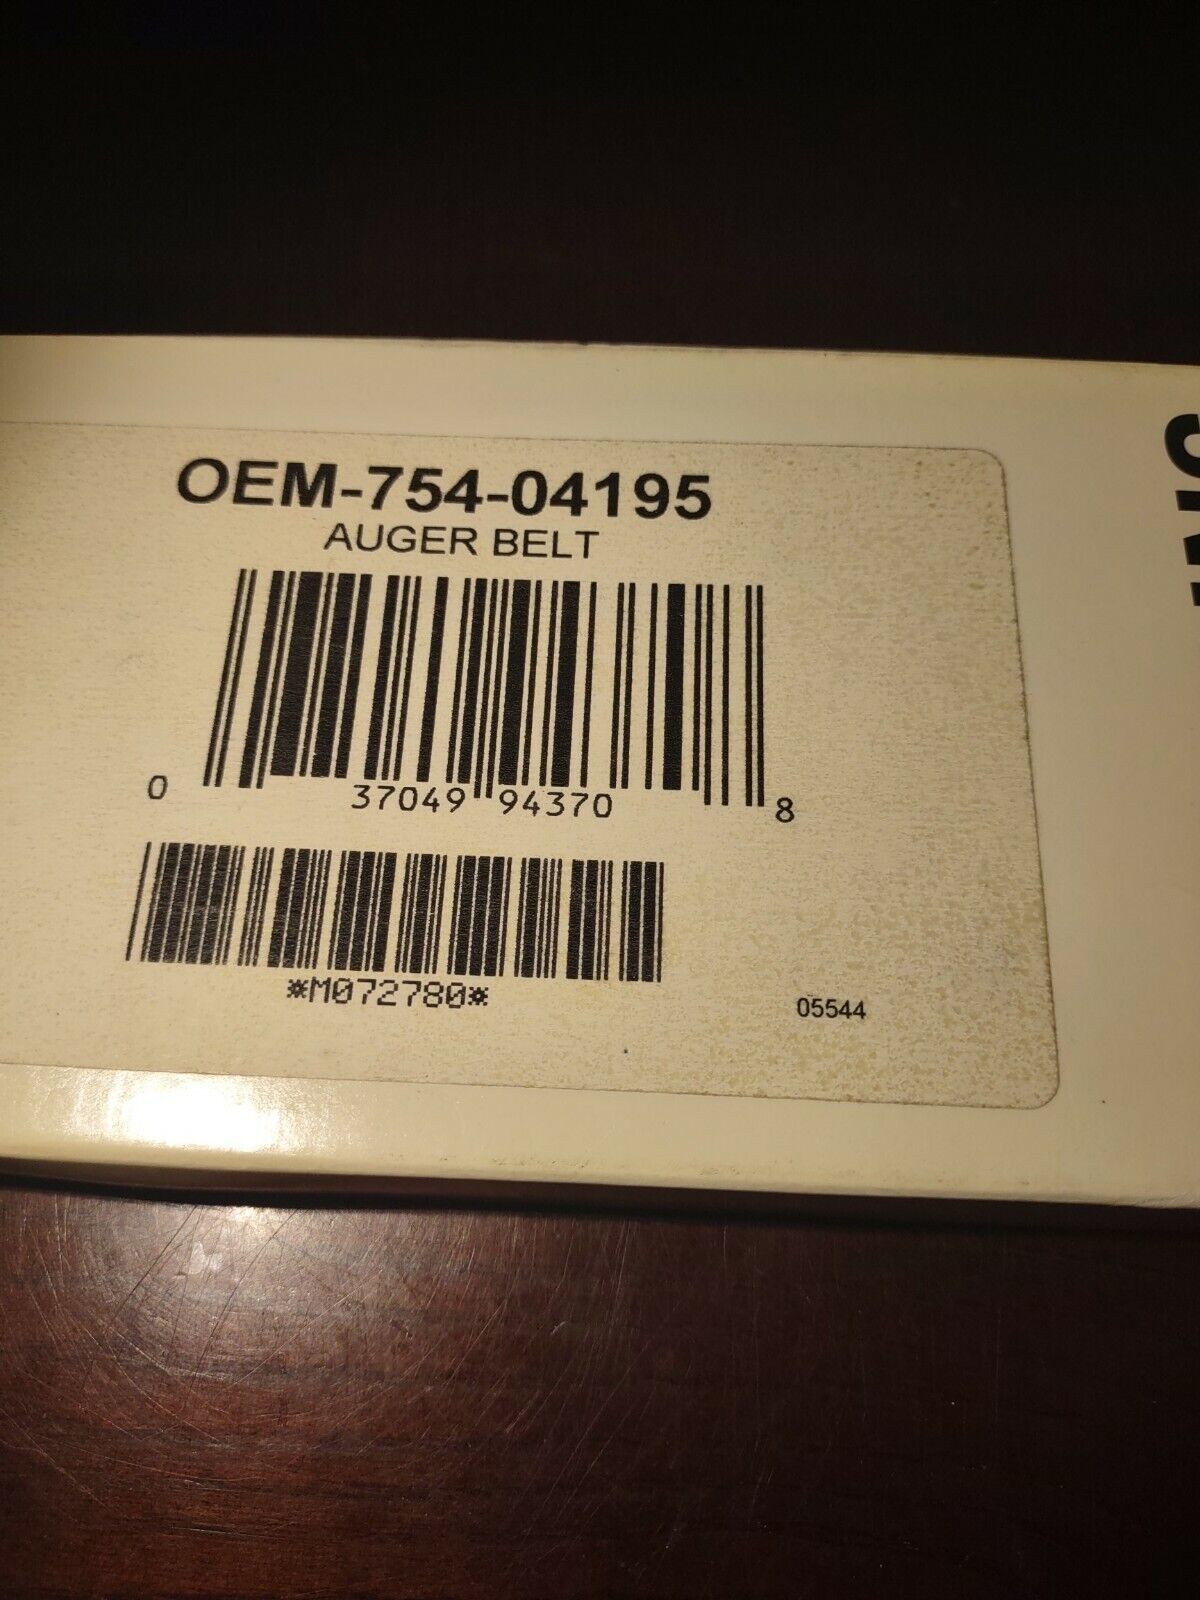 OEM-754-04195
AUGER BELT
0 37049 94370 8
*M072780*
05544